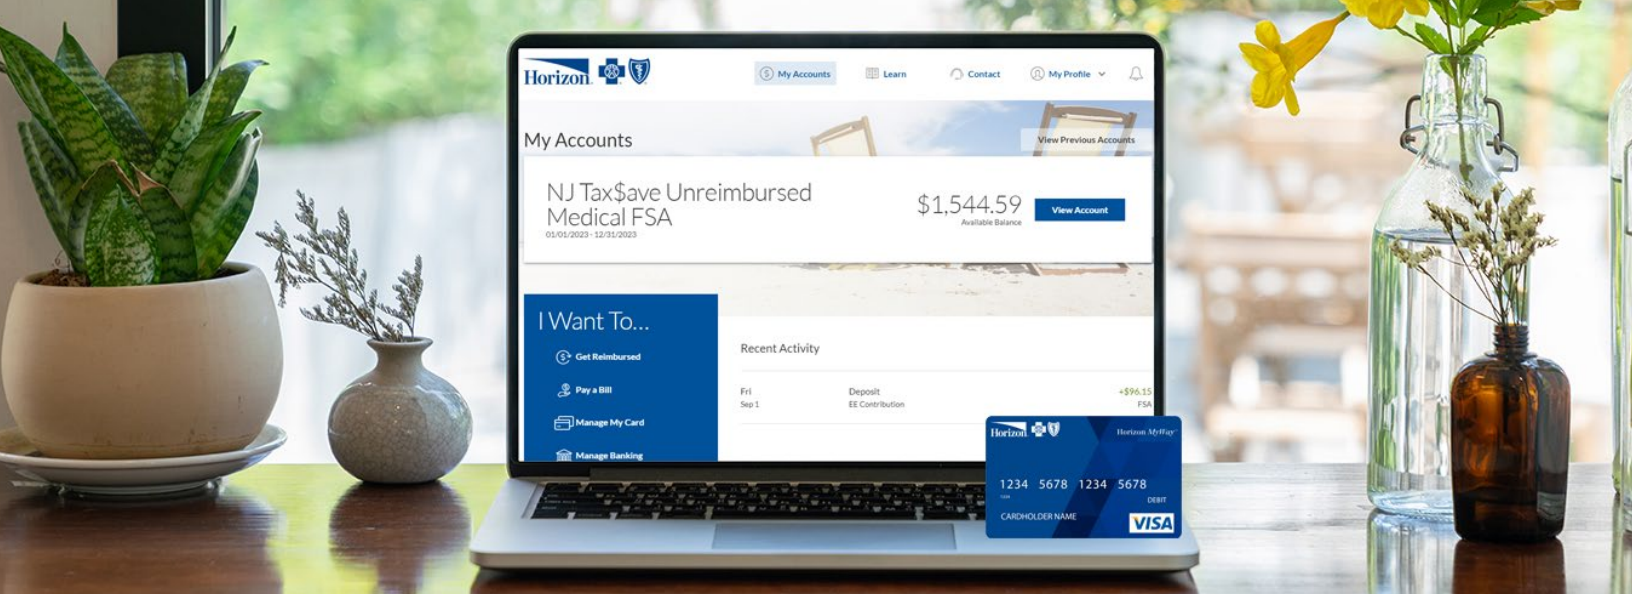 Horizon
My Accounts
Learn
Contact
My Profile
My Accounts
View Previous Accounts
NJ Tax$ave Unreimbursed
Medical FSA
01/01/2023 - 12/31/2023
$1,544.59
Available Balance
View Account
I Want To...
Get Reimbursed
Pay a Bill
Manage My Card
Manage Banking
Recent Activity
Fri
Sep 1
Deposit
EE Contribution
+$96.15
FSA
Horizon
Horizon MyWay
1234 5678 1234 5678
DEBIT
CARDHOLDER NAME
VISA